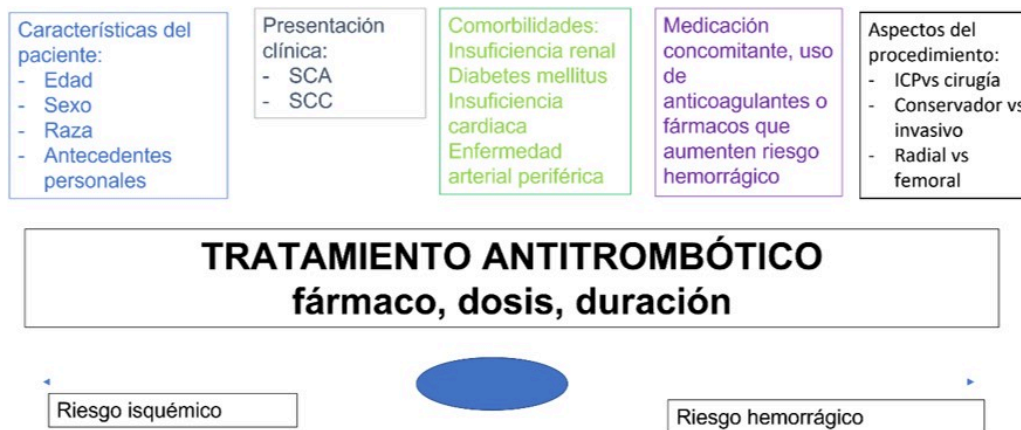 Características del
paciente:
- Edad
- Sexo
- Raza
- Antecedentes
personales
Presentación
clínica:
- SCA
- SCC
Comorbilidades:
Insuficiencia renal
Diabetes mellitus
Insuficiencia
cardiaca
Enfermedad
arterial periférica
Medicación
concomitante, uso
de
anticoagulantes o
fármacos que
aumenten riesgo
hemorrágico
Aspectos del
procedimiento:
- ICPvs cirugía
- Conservador vs
invasivo
- Radial vs
femoral
TRATAMIENTO ANTITROMBÓTICO
fármaco, dosis, duración
Riesgo isquémico
Riesgo hemorrágico